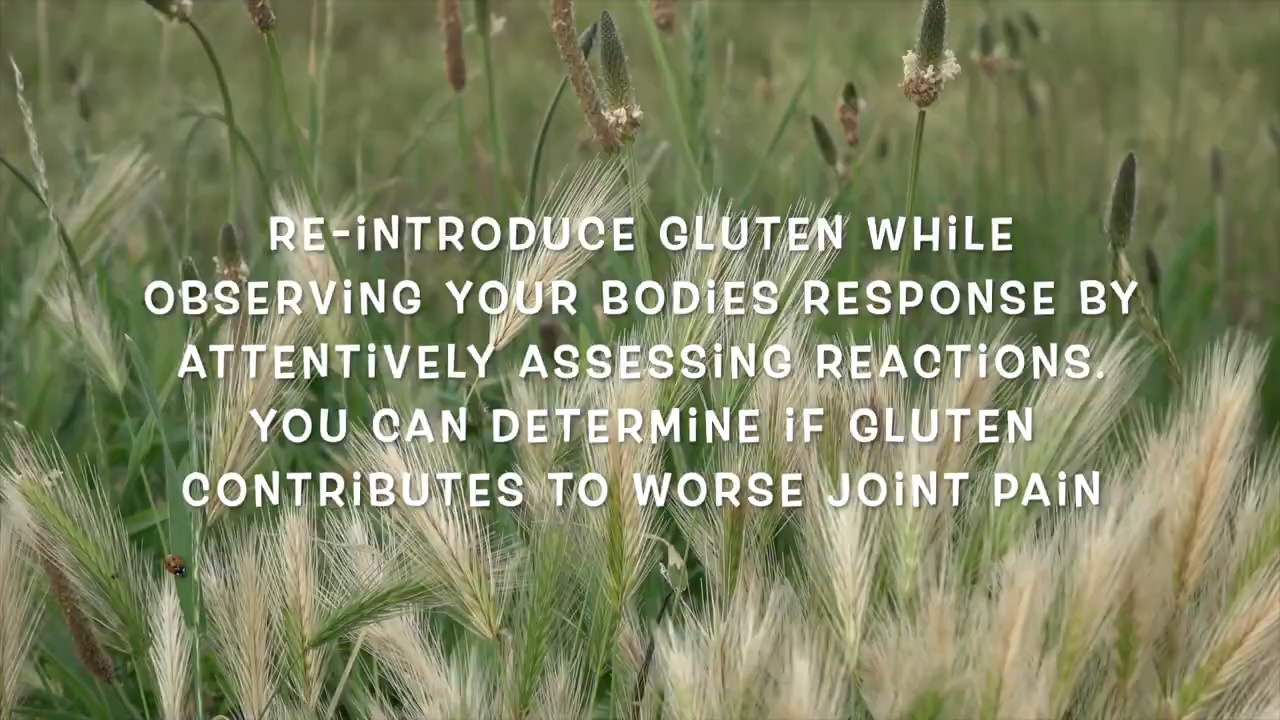 RE-iNTRODUCE GLUTEN WHiLE
OBSERViNG YOUR BODiES RESPONSE BY
ATTENTiVELY ASSESSiNG REACTiONS.
YOU CAN DETERMiNE iF GLUTEN
CONTRiBUTES TO WORSE JOiNT PAiN